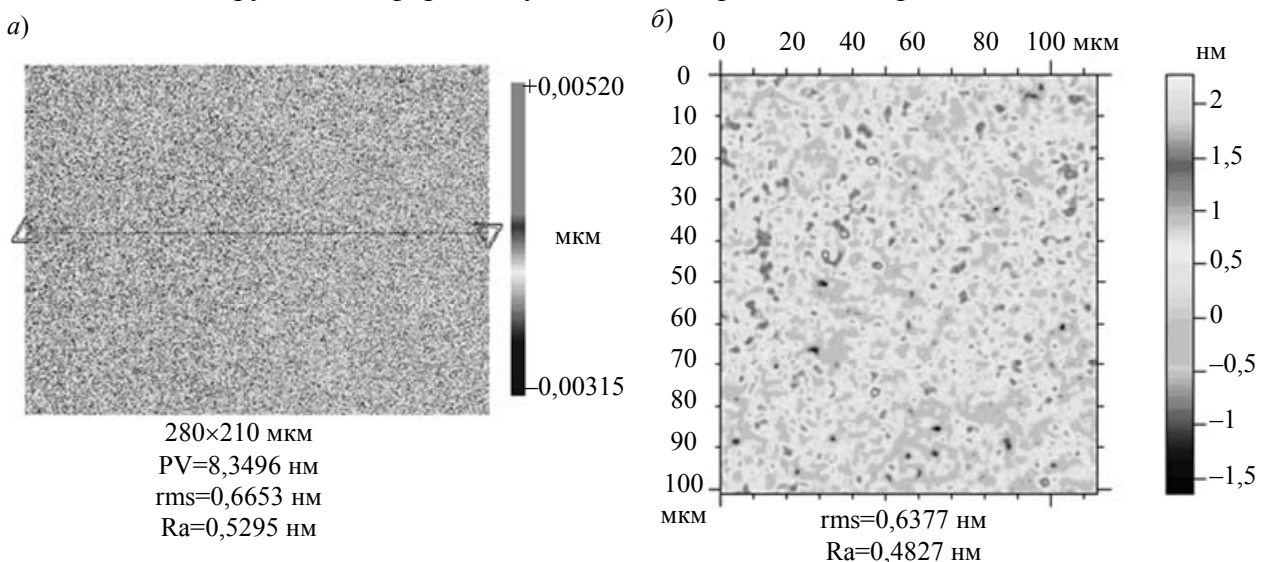 а)
+0,00520
мкм
–0,00315
280×210 мкм
PV=8,3496 нм
rms=0,6653 нм
Ra=0,5295 нм
б)
0 20 40 60 80 100 мкм
0
10
20
30
40
50
60
70
80
90
100
мкм
нм
2
1,5
1
0,5
0
–0,5
–1
–1,5
rms=0,6377 нм
Ra=0,4827 нм